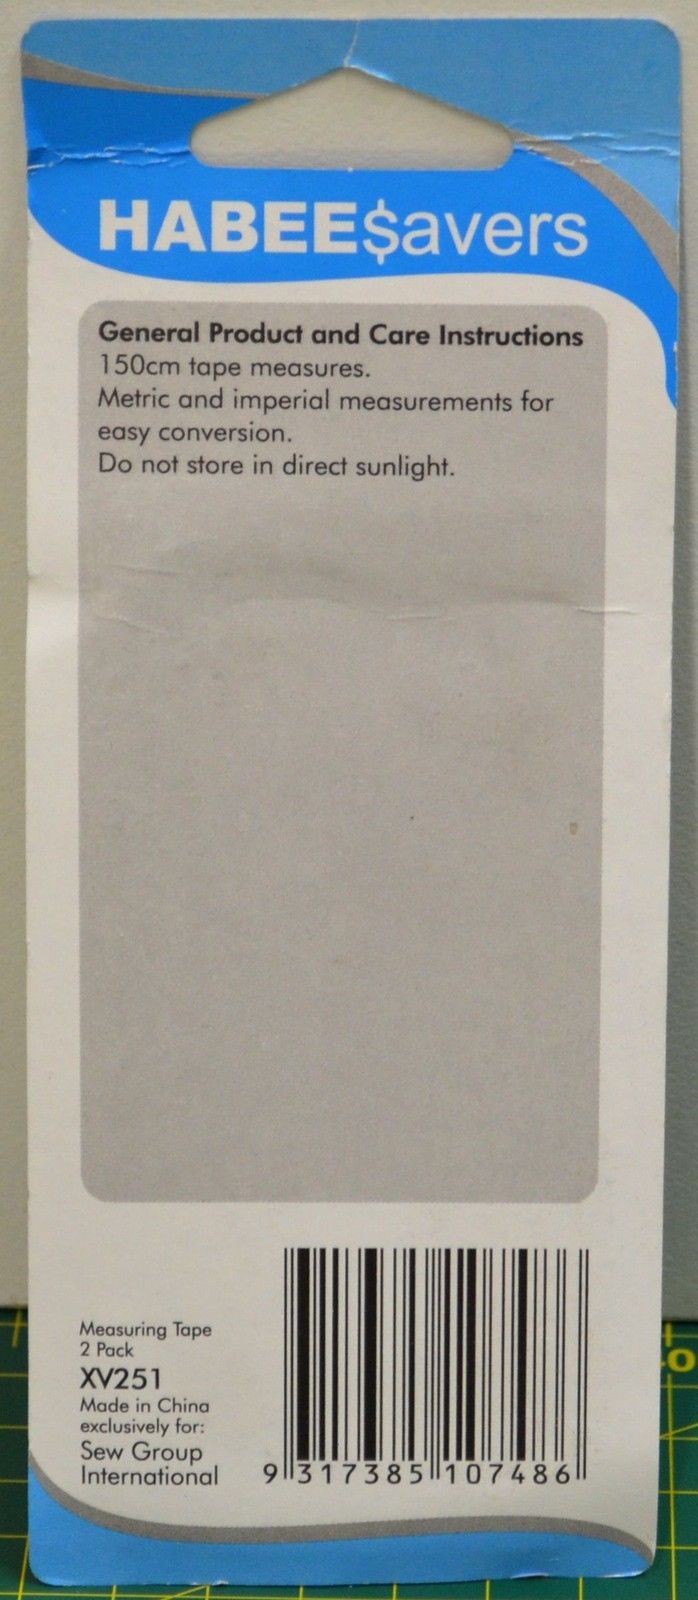 HABEE$avers
General Product and Care Instructions
150cm tape measures.
Metric and imperial measurements for
easy conversion.
Do not store in direct sunlight.
Measuring Tape
2 Pack
XV251
Made in China
exclusively for:
Sew Group
International
9 317385 107486